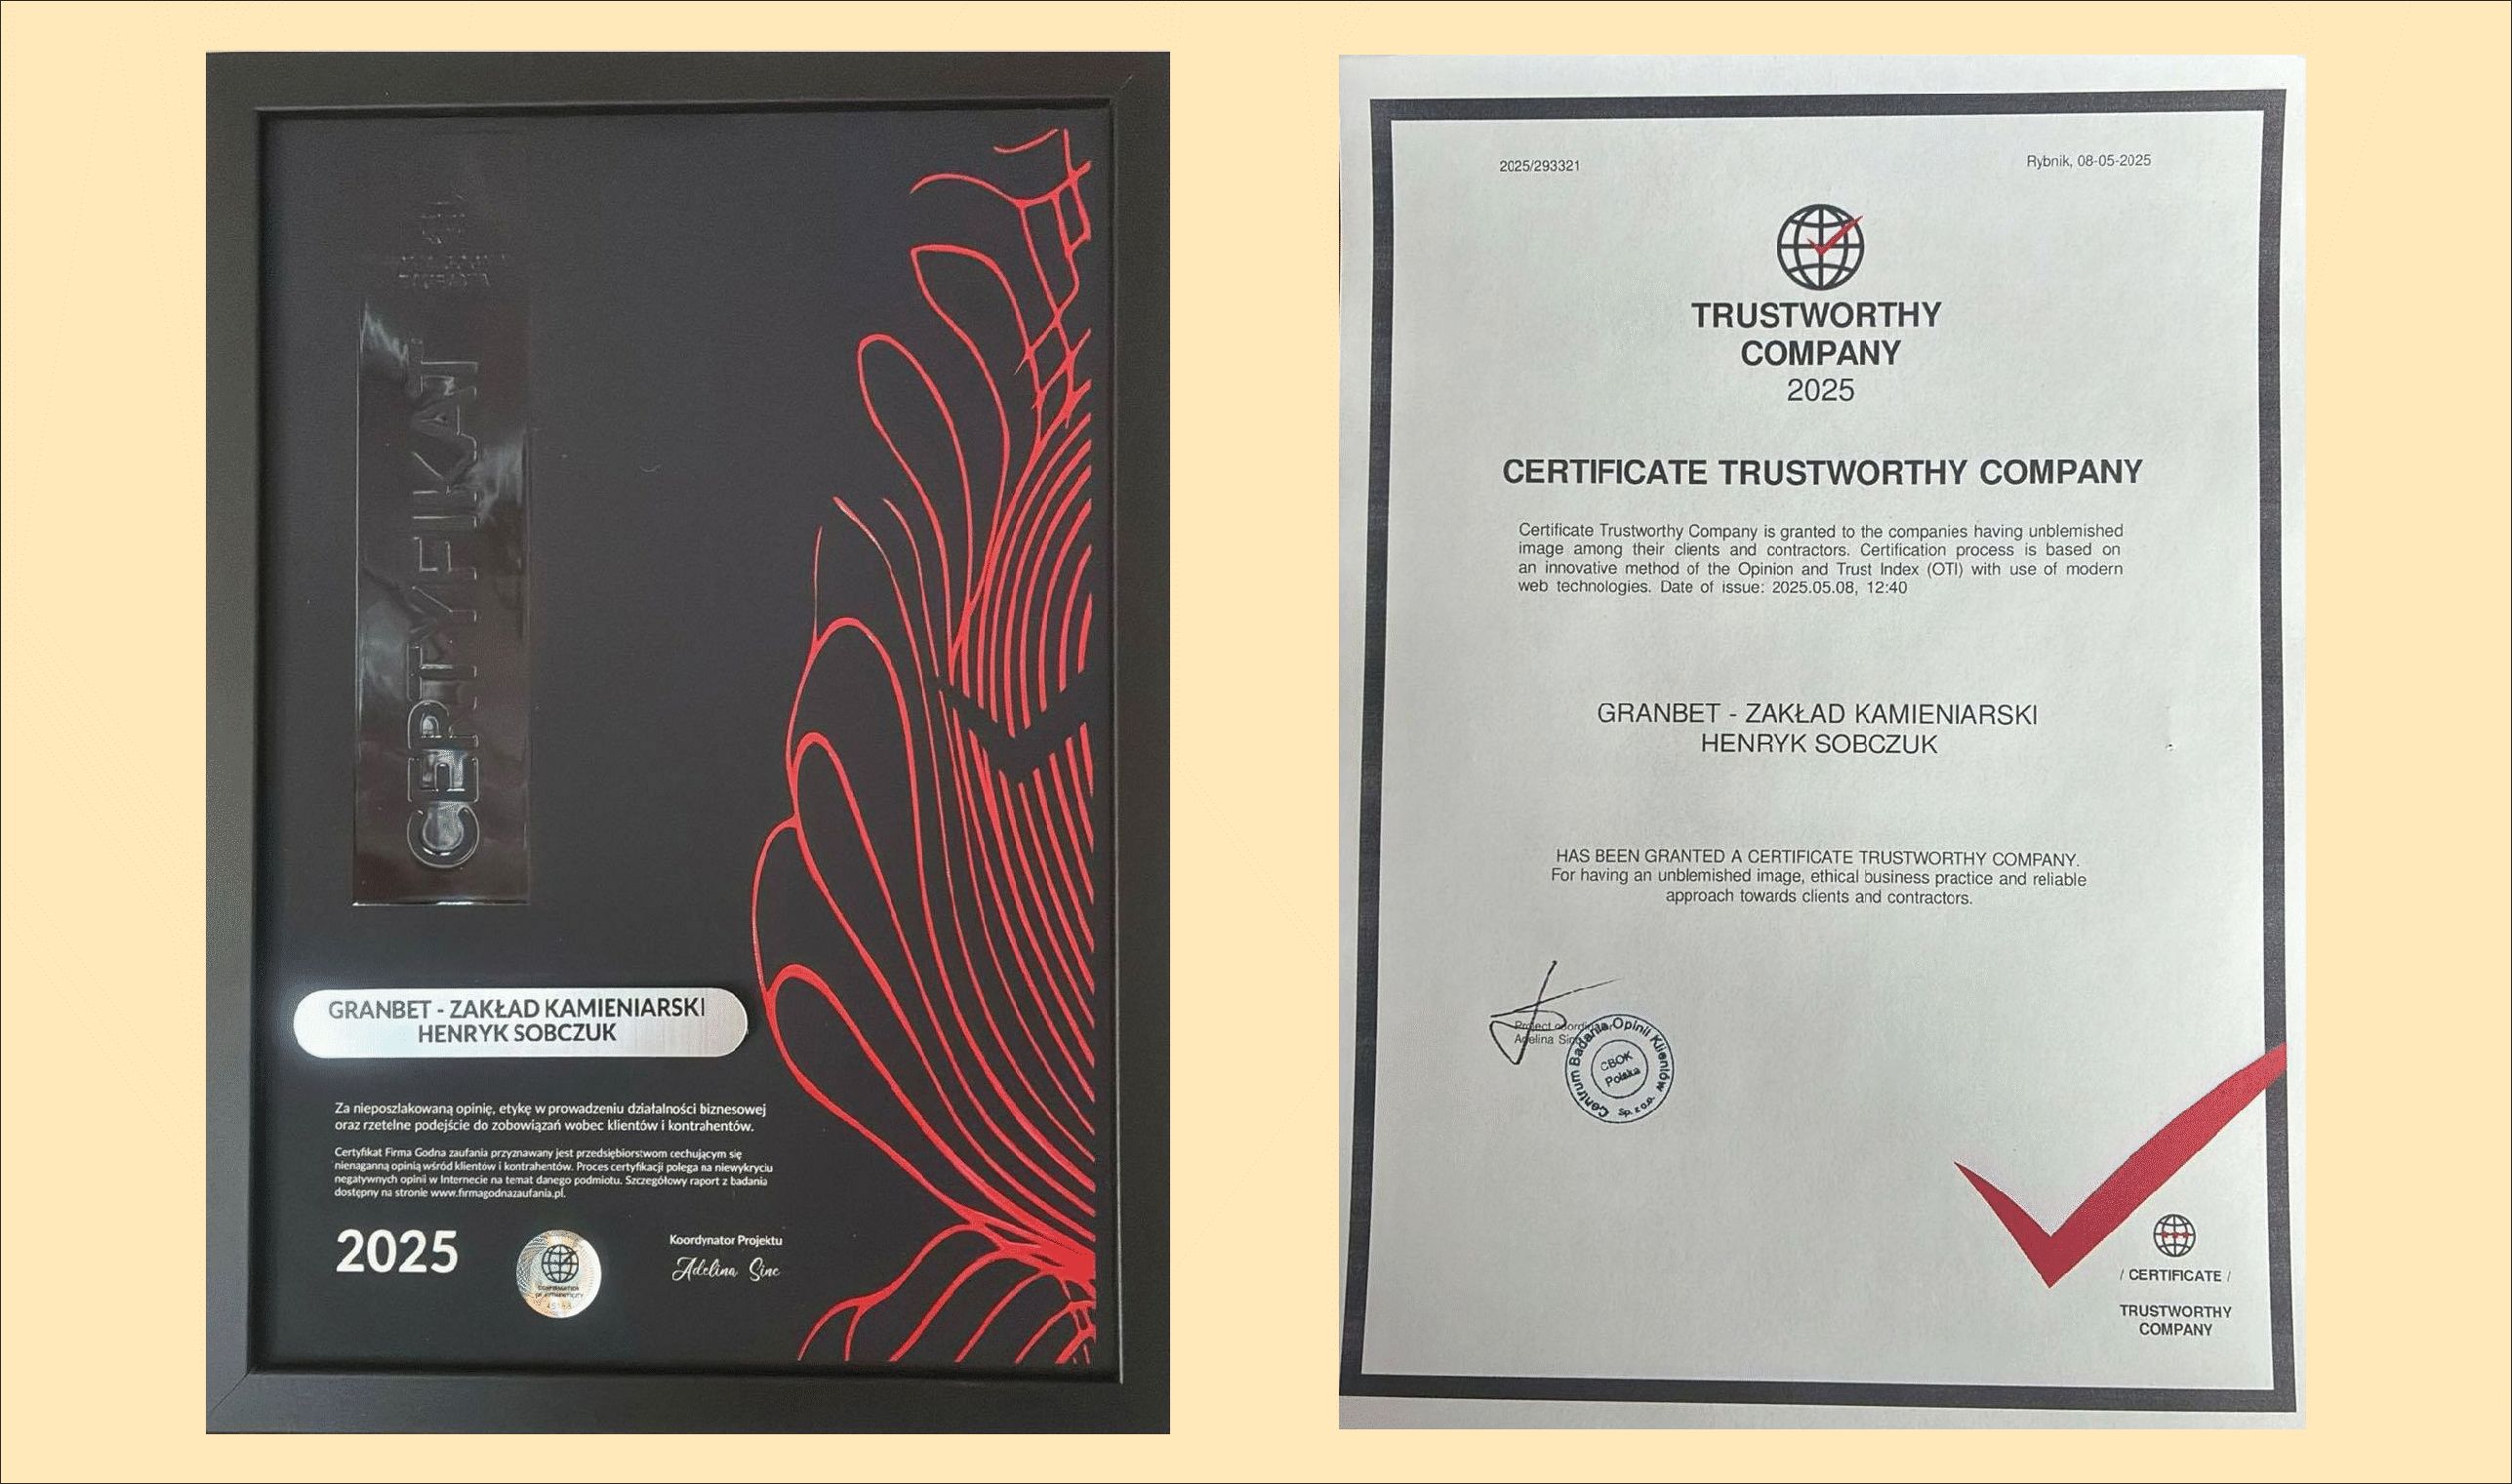 CERTYFIKAT
GRANBET - ZAKŁAD KAMIENIARSKI
HENRYK SOBCZUK
Za nieposzlakowaną opinię, etykę w prowadzeniu działalności biznesowej
oraz rzetelne podejście do zobowiązań wobec klientów i kontrahentów.
Certyfikat Firma Godna zaufania przyznawany jest przedsiębiorstwom cechującym się
nienaganną opinią wśród klientów i kontrahentów. Proces certyfikacji polega na niewykryciu
negatywnych opinii w Internecie na temat danego podmiotu. Szczegółowy raport z badania
dostępny na stronie www.firmagodnazaufania.pl.
2025
Koordynator Projektu
Adelina Sinc
2025/293321
Rybnik, 08-05-2025
TRUSTWORTHY
COMPANY
2025
CERTIFICATE TRUSTWORTHY COMPANY
Certificate Trustworthy Company is granted to the companies having unblemished
image among their clients and contractors. Certification process is based on
an innovative method of the Opinion and Trust Index (OTI) with use of modern
web technologies. Date of issue: 2025.05.08, 12:40
GRANBET - ZAKŁAD KAMIENIARSKI
HENRYK SOBCZUK
HAS BEEN GRANTED A CERTIFICATE TRUSTWORTHY COMPANY.
For having an unblemished image, ethical business practice and reliable
approach towards clients and contractors.
Project
Adelina
Centrum Badania Opinii Klientów
CBOK
Polska
Sp. z o.o.
/ CERTIFICATE /
TRUSTWORTHY
COMPANY